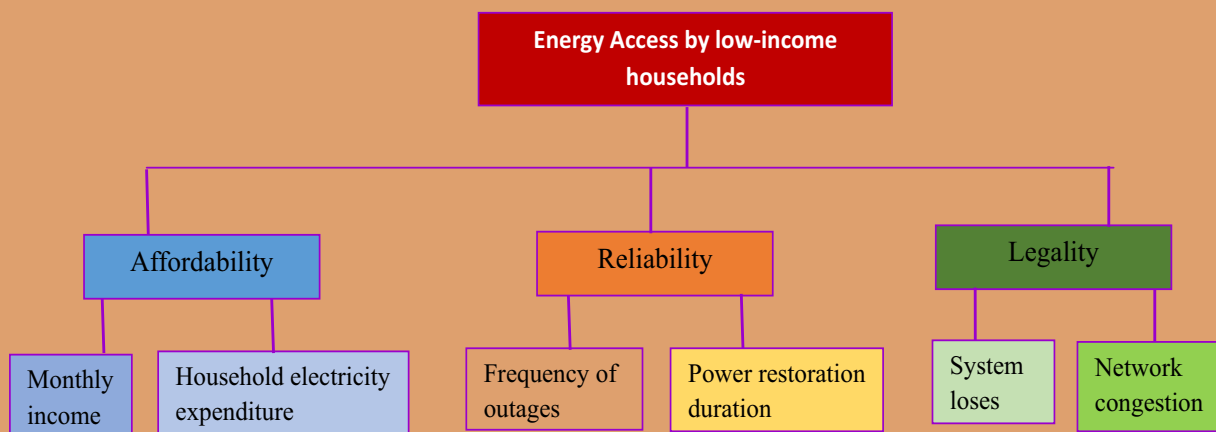 Energy Access by low-income
households
Affordability
Reliability
Legality
Monthly
income
Household electricity
expenditure
Frequency of
outages
Power restoration
duration
System
loses
Network
congestion